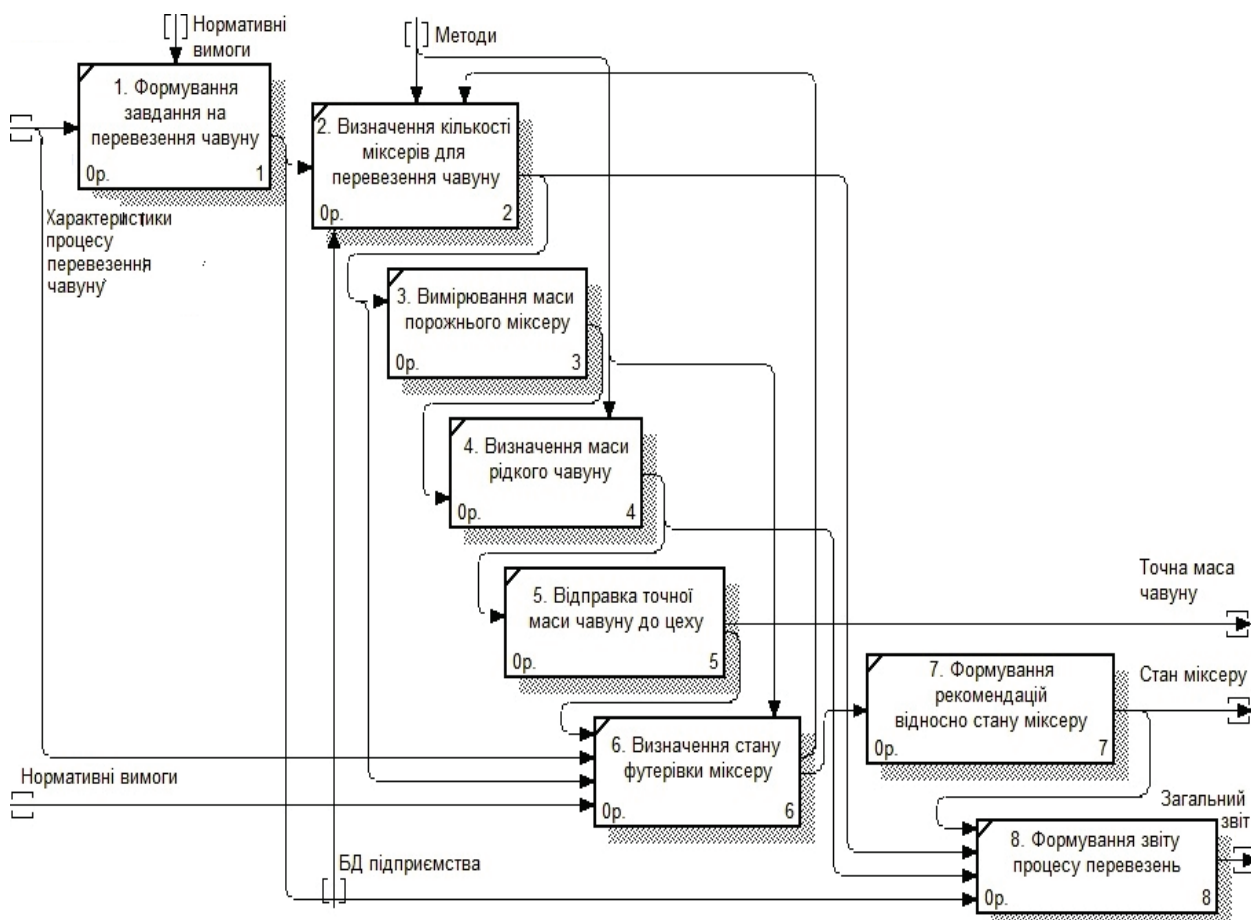 Нормативні
вимоги
Методи
1. Формування
завдання на
перевезення чавуну
0р.
1
2. Визначення кількості
міксерів для
перевезення чавуну
0р.
2
Характеристики
процесу
перевезення
чавуну
3. Вимірювання маси
порожнього міксеру
0р.
3
4. Визначення маси
рідкого чавуну
0р.
4
5. Відправка точної
маси чавуну до цеху
0р.
5
Точна маса
чавуну
7. Формування
рекомендацій
відносно стану міксеру
0р.
7
Стан міксеру
6. Визначення стану
футерівки міксеру
0р.
6
Нормативні вимоги
Загальний
звіт
8. Формування звіту
процесу перевезень
0р.
8
БД підприємства